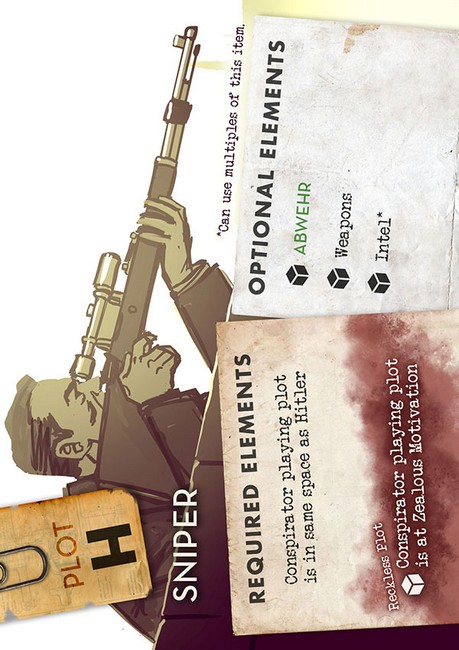 PLOT
H
SNIPER
REQUIRED ELEMENTS
Conspirator playing plot
is in same space as Hitler
Reckless Plot
Conspirator playing plot
is at Zealous Motivation
OPTIONAL ELEMENTS
ABWEHR
Weapons
Intel*
*Can use multiples of this item.